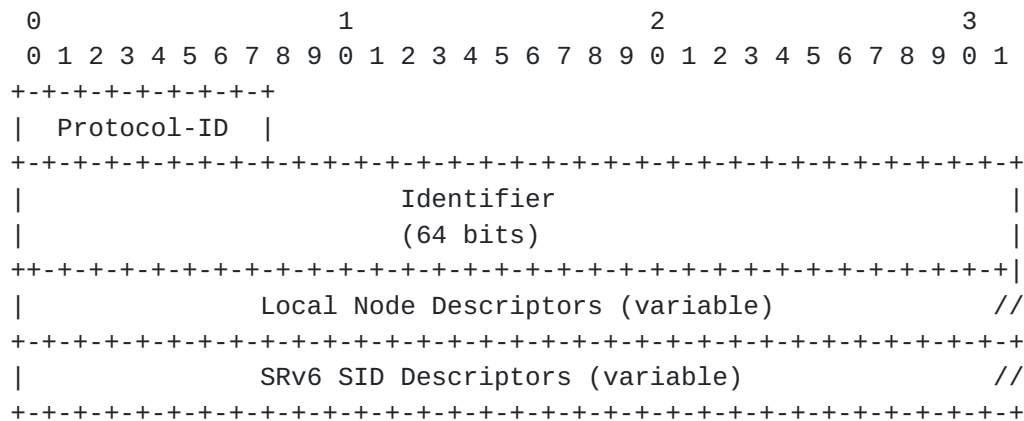 0                   1                   2                   3
 0 1 2 3 4 5 6 7 8 9 0 1 2 3 4 5 6 7 8 9 0 1 2 3 4 5 6 7 8 9 0 1
+-+-+-+-+-+-+-+-+
|  Protocol-ID  |
+-+-+-+-+-+-+-+-+-+-+-+-+-+-+-+-+-+-+-+-+-+-+-+-+-+-+-+-+-+-+-+-+
|                        Identifier                             |
|                        (64 bits)                              |
++-+-+-+-+-+-+-+-+-+-+-+-+-+-+-+-+-+-+-+-+-+-+-+-+-+-+-+-+-+-+-+|
|               Local Node Descriptors (variable)              //
+-+-+-+-+-+-+-+-+-+-+-+-+-+-+-+-+-+-+-+-+-+-+-+-+-+-+-+-+-+-+-+-+
|               SRv6 SID Descriptors (variable)                //
+-+-+-+-+-+-+-+-+-+-+-+-+-+-+-+-+-+-+-+-+-+-+-+-+-+-+-+-+-+-+-+-+